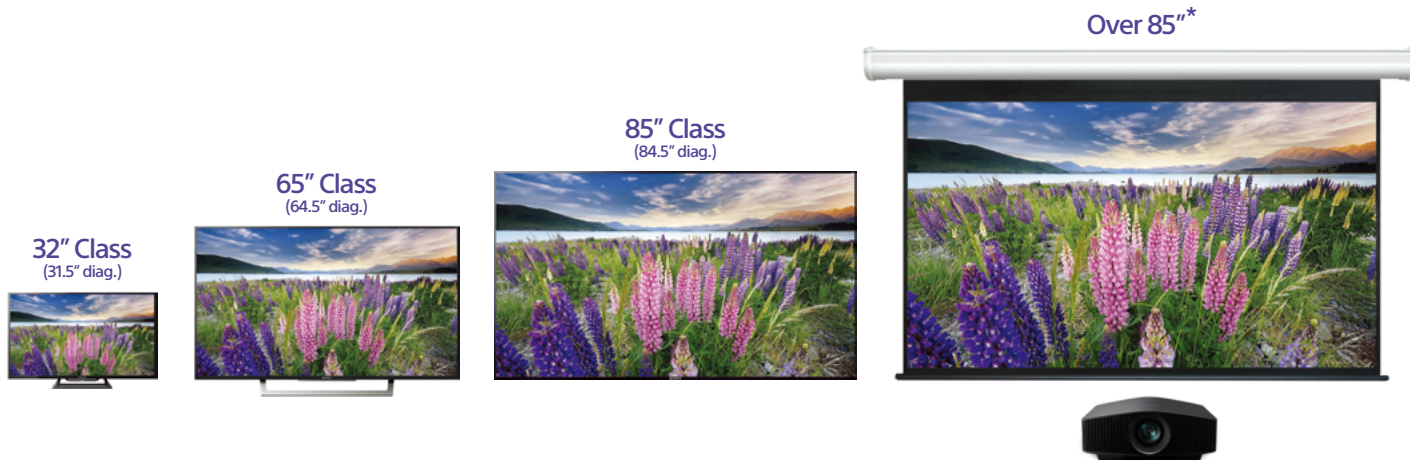 32” Class
(31.5” diag.)
65” Class
(64.5” diag.)
85” Class
(84.5” diag.)
Over 85”*